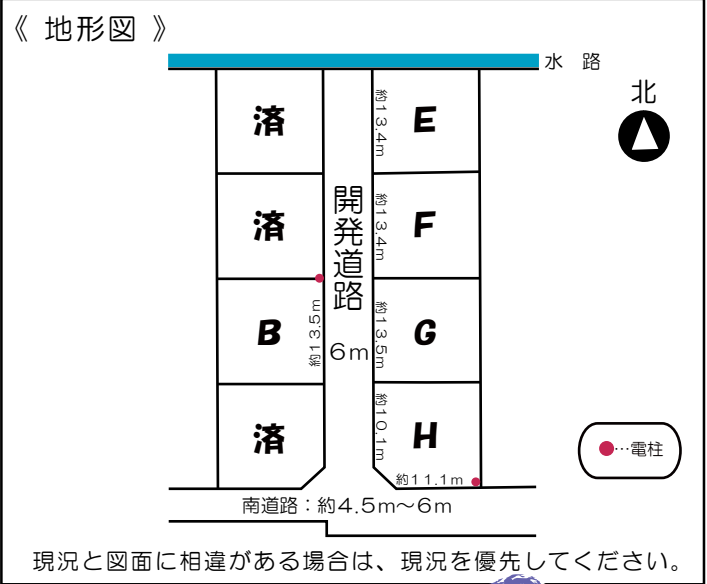 《 地形図 》
水 路
北
済
約13.4m
E
済
開発道路
約13.4m
F
B
約13.5m
6m
約13.5m
G
済
約10.1m
H
約11.1m
●…電柱
南道路：約4.5m～6m
現況と図面に相違がある場合は、現況を優先してください。